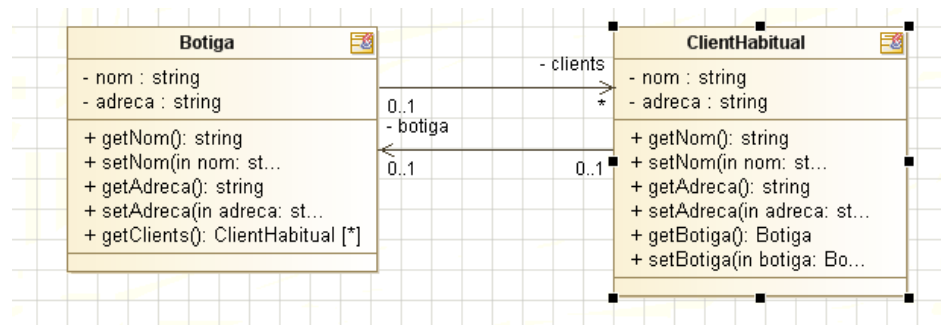 Botiga
- nom : string
- adreca : string
+ getNom(): string
+ setNom(in nom: st...
+ getAdreca(): string
+ setAdreca(in adreca: st...
+ getClients(): ClientHabitual [*]
- clients
0..1
*
- botiga
0..1
0..1
ClientHabitual
- nom : string
- adreca : string
+ getNom(): string
+ setNom(in nom: st...
+ getAdreca(): string
+ setAdreca(in adreca: st...
+ getBotiga(): Botiga
+ setBotiga(in botiga: Bo...